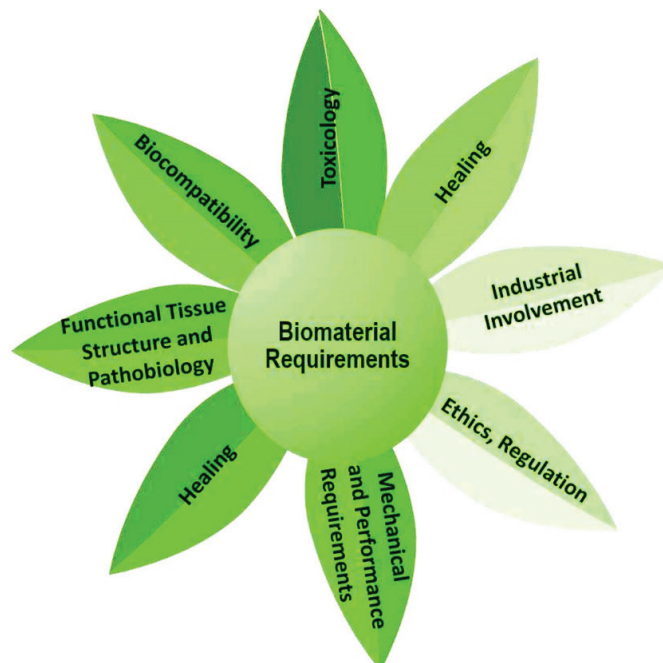 Toxicology
Healing
Industrial
Involvement
Ethics, Regulation
Mechanical
and Performance
Requirements
Healing
Functional Tissue
Structure and
Pathobiology
Biocompatibility
Biomaterial
Requirements